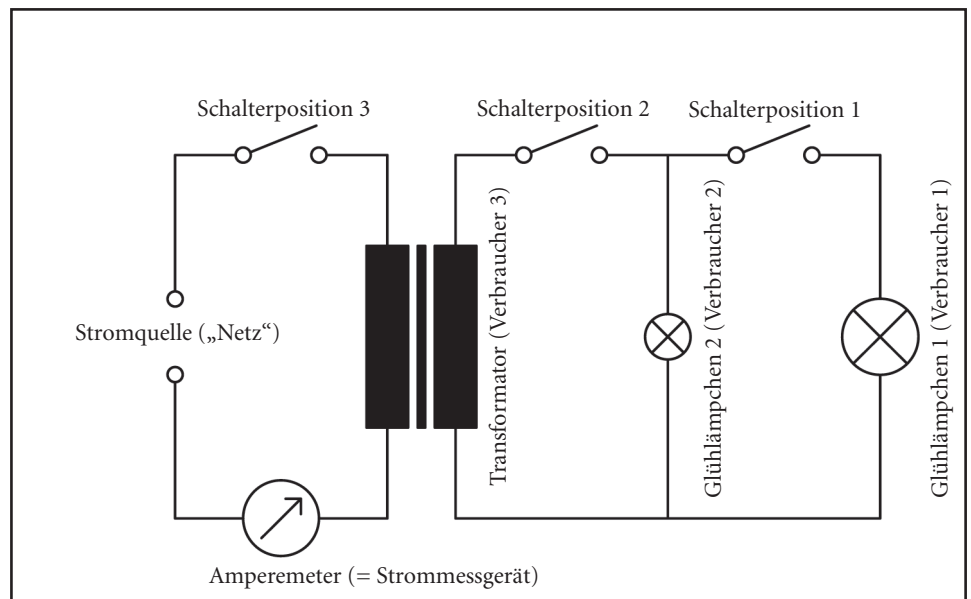 Schalterposition 3
Schalterposition 2
Schalterposition 1
Stromquelle („Netz“)
Transformator (Verbraucher 3)
Glühlämpchen 2 (Verbraucher 2)
Glühlämpchen 1 (Verbraucher 1)
Amperemeter (= Strommessgerät)